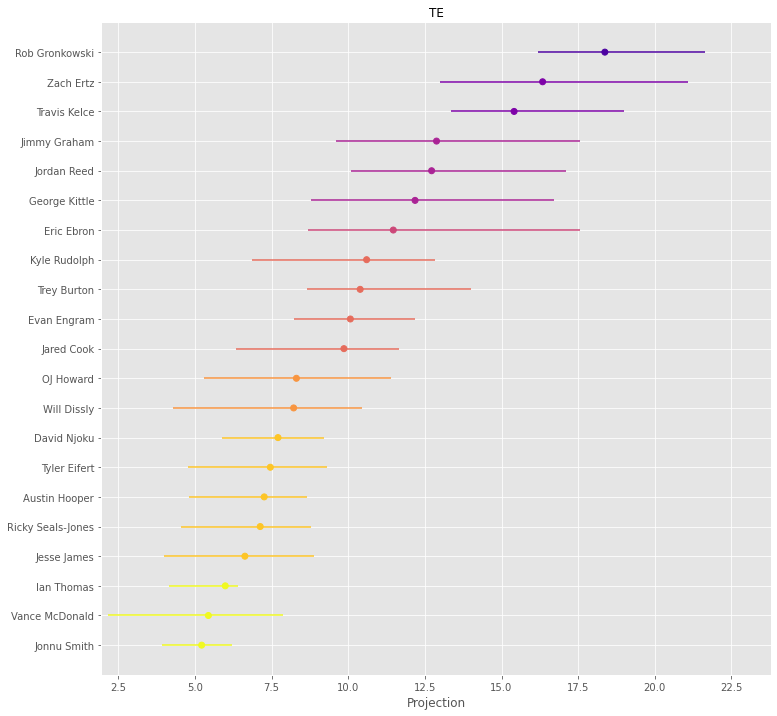 TE
Rob Gronkowski
Zach Ertz
Travis Kelce
Jimmy Graham
Jordan Reed
George Kittle
Eric Ebron
Kyle Rudolph
Trey Burton
Evan Engram
Jared Cook
OJ Howard
Will Dissly
David Njoku
Tyler Eifert
Austin Hooper
Ricky Seals-Jones
Jesse James
Ian Thomas
Vance McDonald
Jonnu Smith
2.5 5.0 7.5 10.0 12.5 15.0 17.5 20.0 22.5
Projection